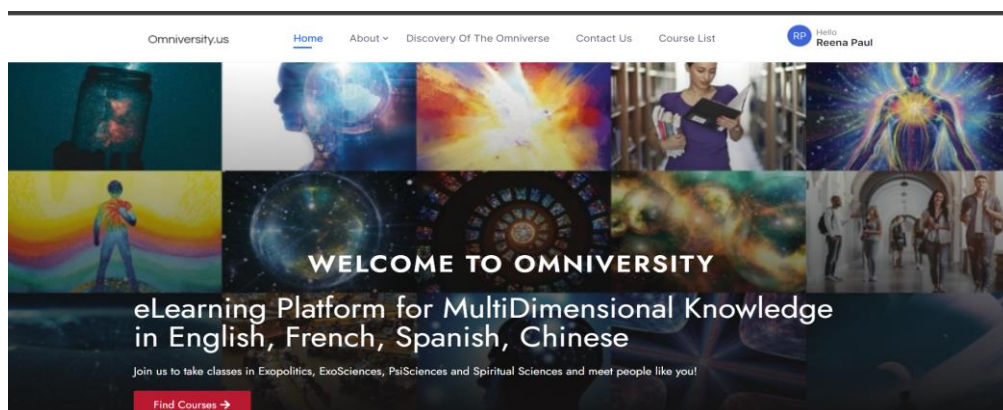 Omniversity.us Home About Discovery Of The Omniverse Contact Us Course List RP Hello
Reena Paul
WELCOME TO OMNIVERSITY
eLearning Platform for MultiDimensional Knowledge
in English, French, Spanish, Chinese
Join us to take classes in Exopolitics, ExoSciences, PsiSciences and Spiritual Sciences and meet people like you!
Find Courses →